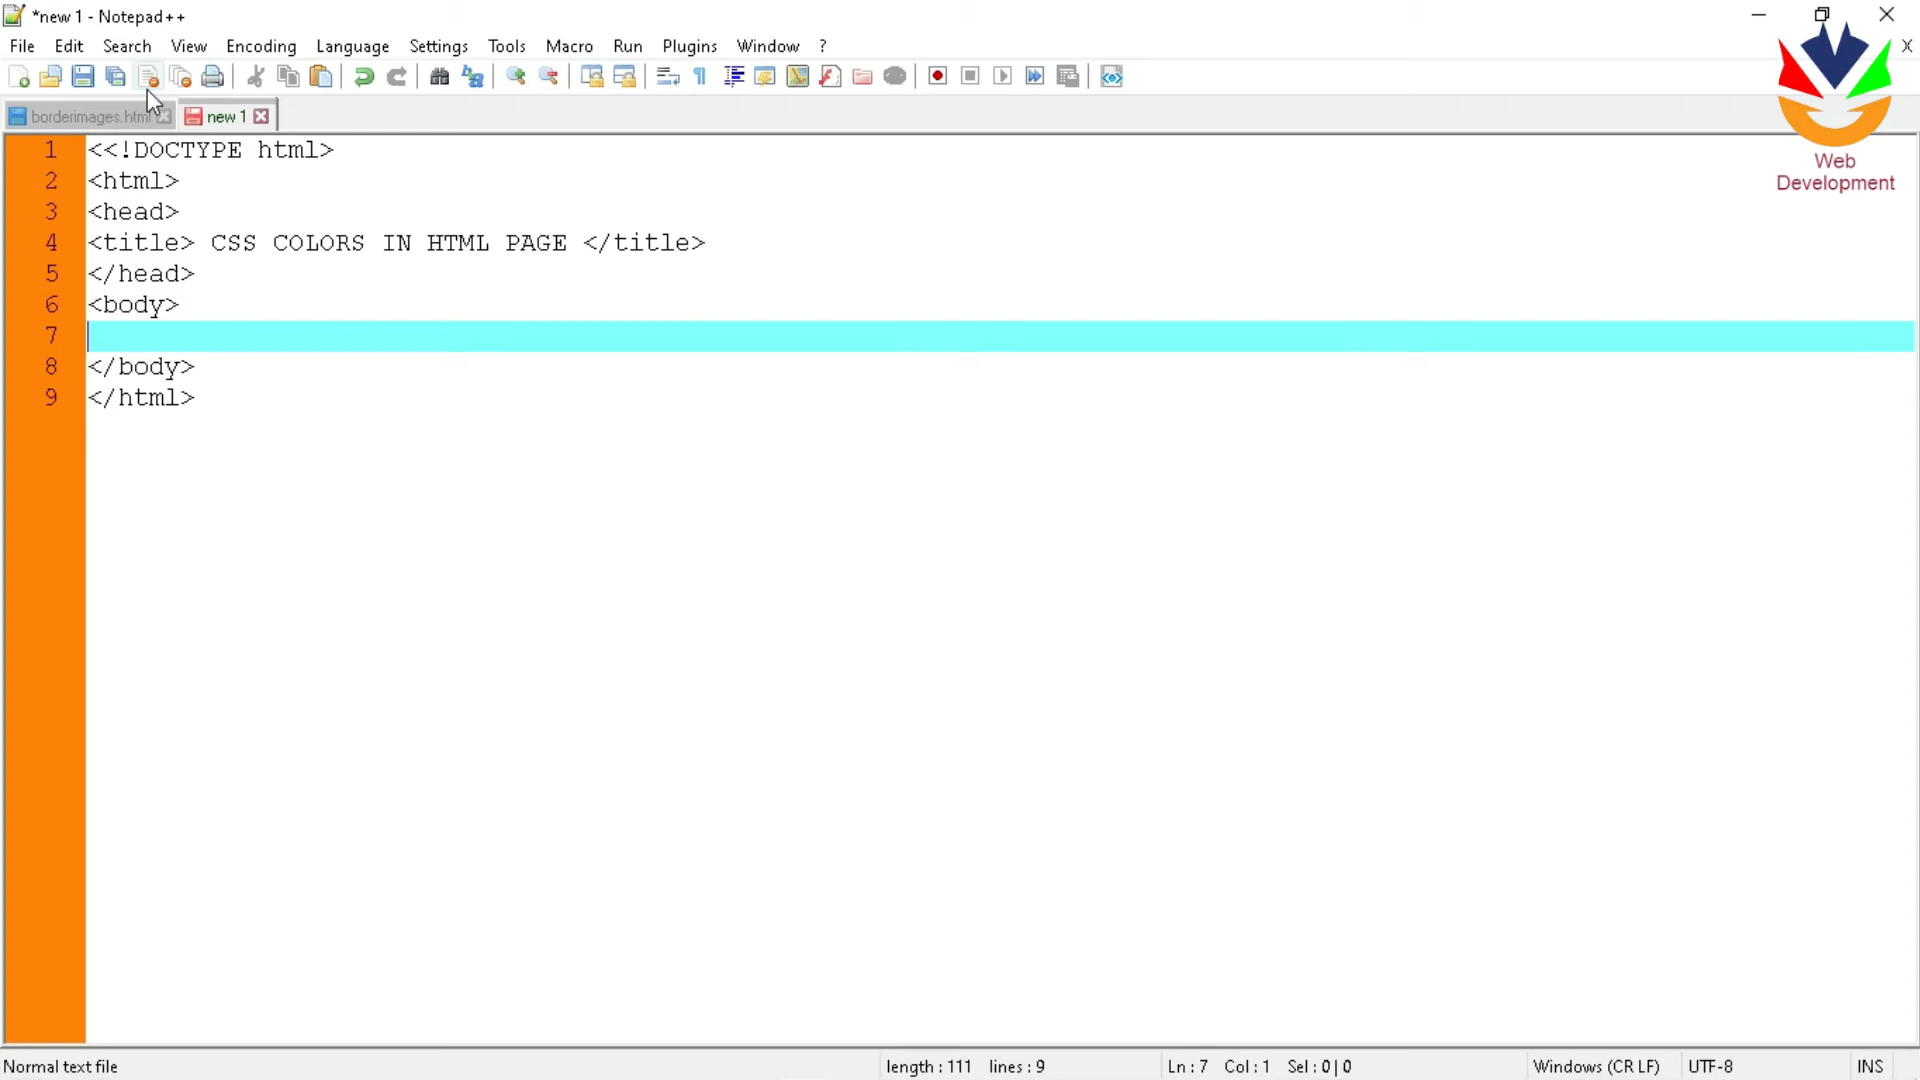 *new 1 - Notepad++
File Edit Search View Encoding Language Settings Tools Macro Run Plugins Window ?
X
borderimages.html new 1
Web
Development
1 <<!DOCTYPE html>
2 <html>
3 <head>
4 <title> CSS COLORS IN HTML PAGE </title>
5 </head>
6 <body>
7
8 </body>
9 </html>
Normal text file length : 111 lines : 9 Ln : 7 Col : 1 Sel : 0 | 0 Windows (CR LF) UTF-8 INS